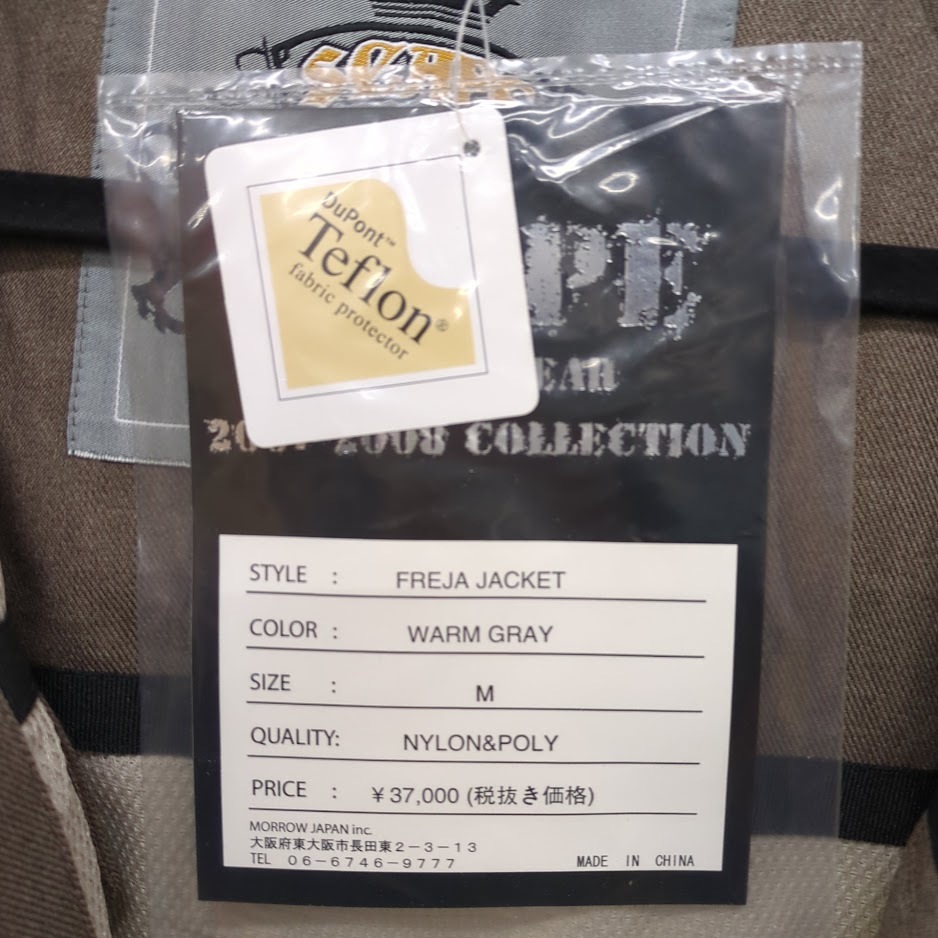 DuPont™
Teflon®
fabric protector
2008 COLLECTION
STYLE : FREJA JACKET
COLOR : WARM GRAY
SIZE : M
QUALITY: NYLON&POLY
PRICE : ￥37,000 (税抜き価格)
MORROW JAPAN inc.
大阪府東大阪市長田東２－３－１３
TEL ０６－６７４６－９７７７ MADE IN CHINA